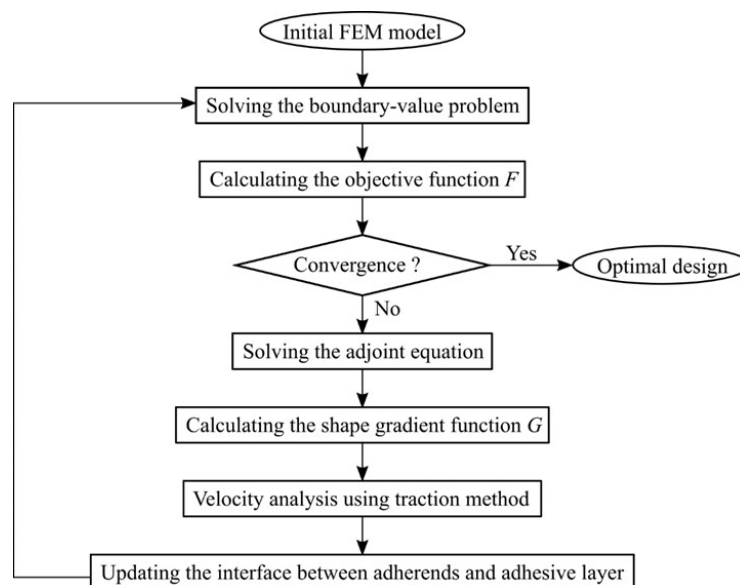 Initial FEM model
Solving the boundary-value problem
Calculating the objective function F
Convergence ?
Yes
Optimal design
No
Solving the adjoint equation
Calculating the shape gradient function G
Velocity analysis using traction method
Updating the interface between adherends and adhesive layer